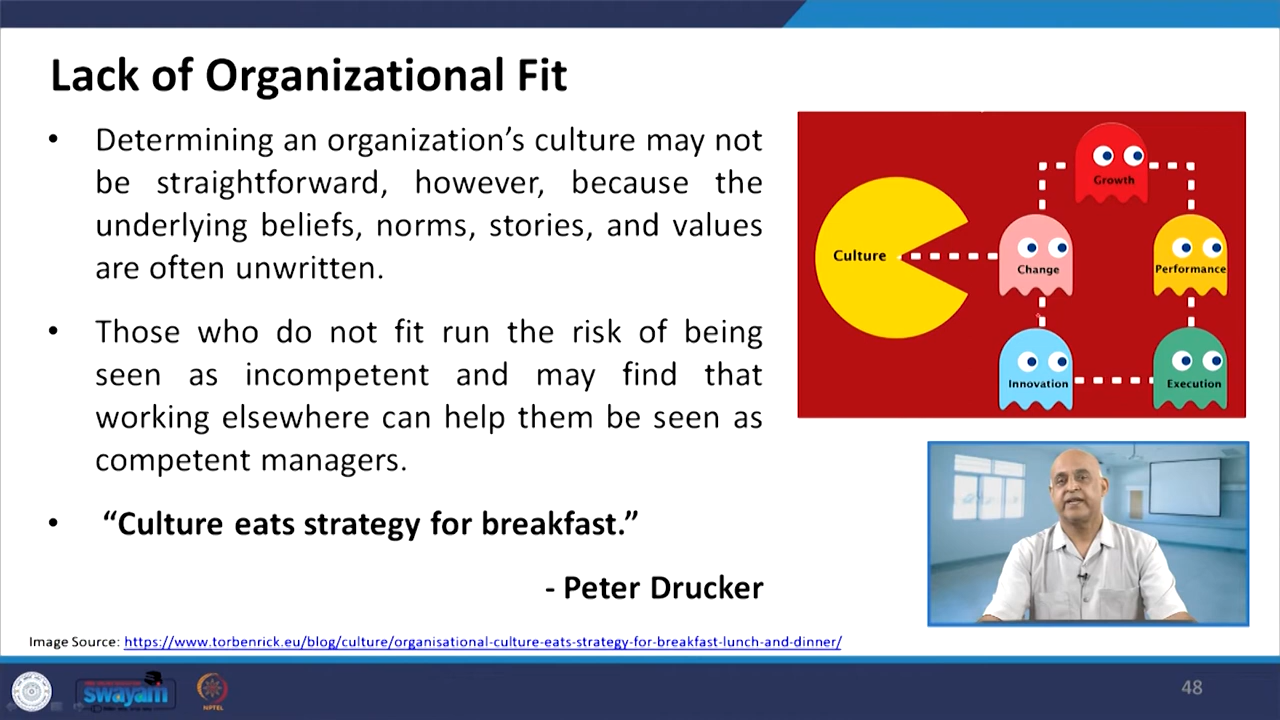 Lack of Organizational Fit
• Determining an organization’s culture may not
be straightforward, however, because the
underlying beliefs, norms, stories, and values
are often unwritten.
• Those who do not fit run the risk of being
seen as incompetent and may find that
working elsewhere can help them be seen as
competent managers.
• “Culture eats strategy for breakfast.”
- Peter Drucker
Growth
Culture
Change
Performance
Innovation
Execution
Image Source: https://www.torbenrick.eu/blog/culture/organisational-culture-eats-strategy-for-breakfast-lunch-and-dinner/
swayam
NPTEL
48